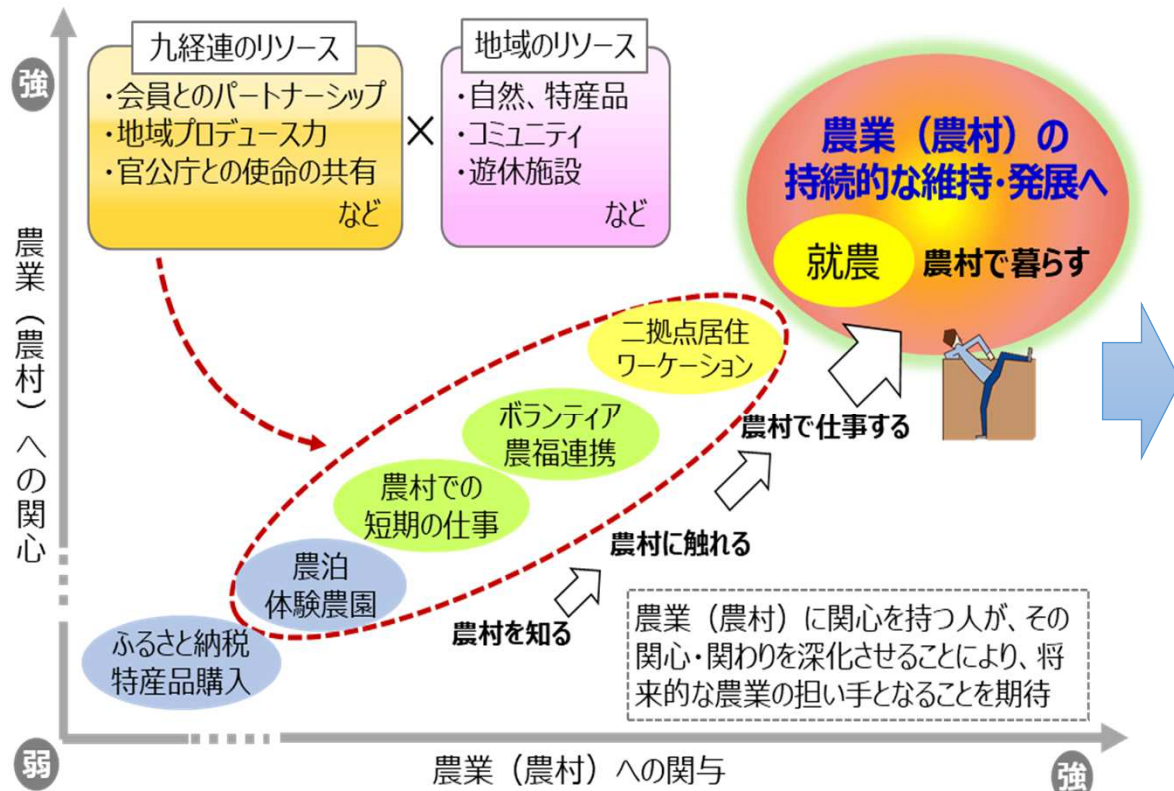 九経連のリソース
・会員とのパートナーシップ
・地域プロデュース力
・官公庁との使命の共有
など
×
地域のリソース
・自然、特産品
・コミュニティ
・遊休施設
など
農業（農村）の
持続的な維持・発展へ
就農
農村で暮らす
二拠点居住
ワーケーション
農村で仕事する
ボランティア
農福連携
農村での
短期の仕事
農村に触れる
農泊
体験農園
農村を知る
ふるさと納税
特産品購入
農業（農村）に関心を持つ人が、その
関心・関わりを深化させることにより、将
来的な農業の担い手となることを期待
強
農業（農村）への関心
弱
農業（農村）への関与
強